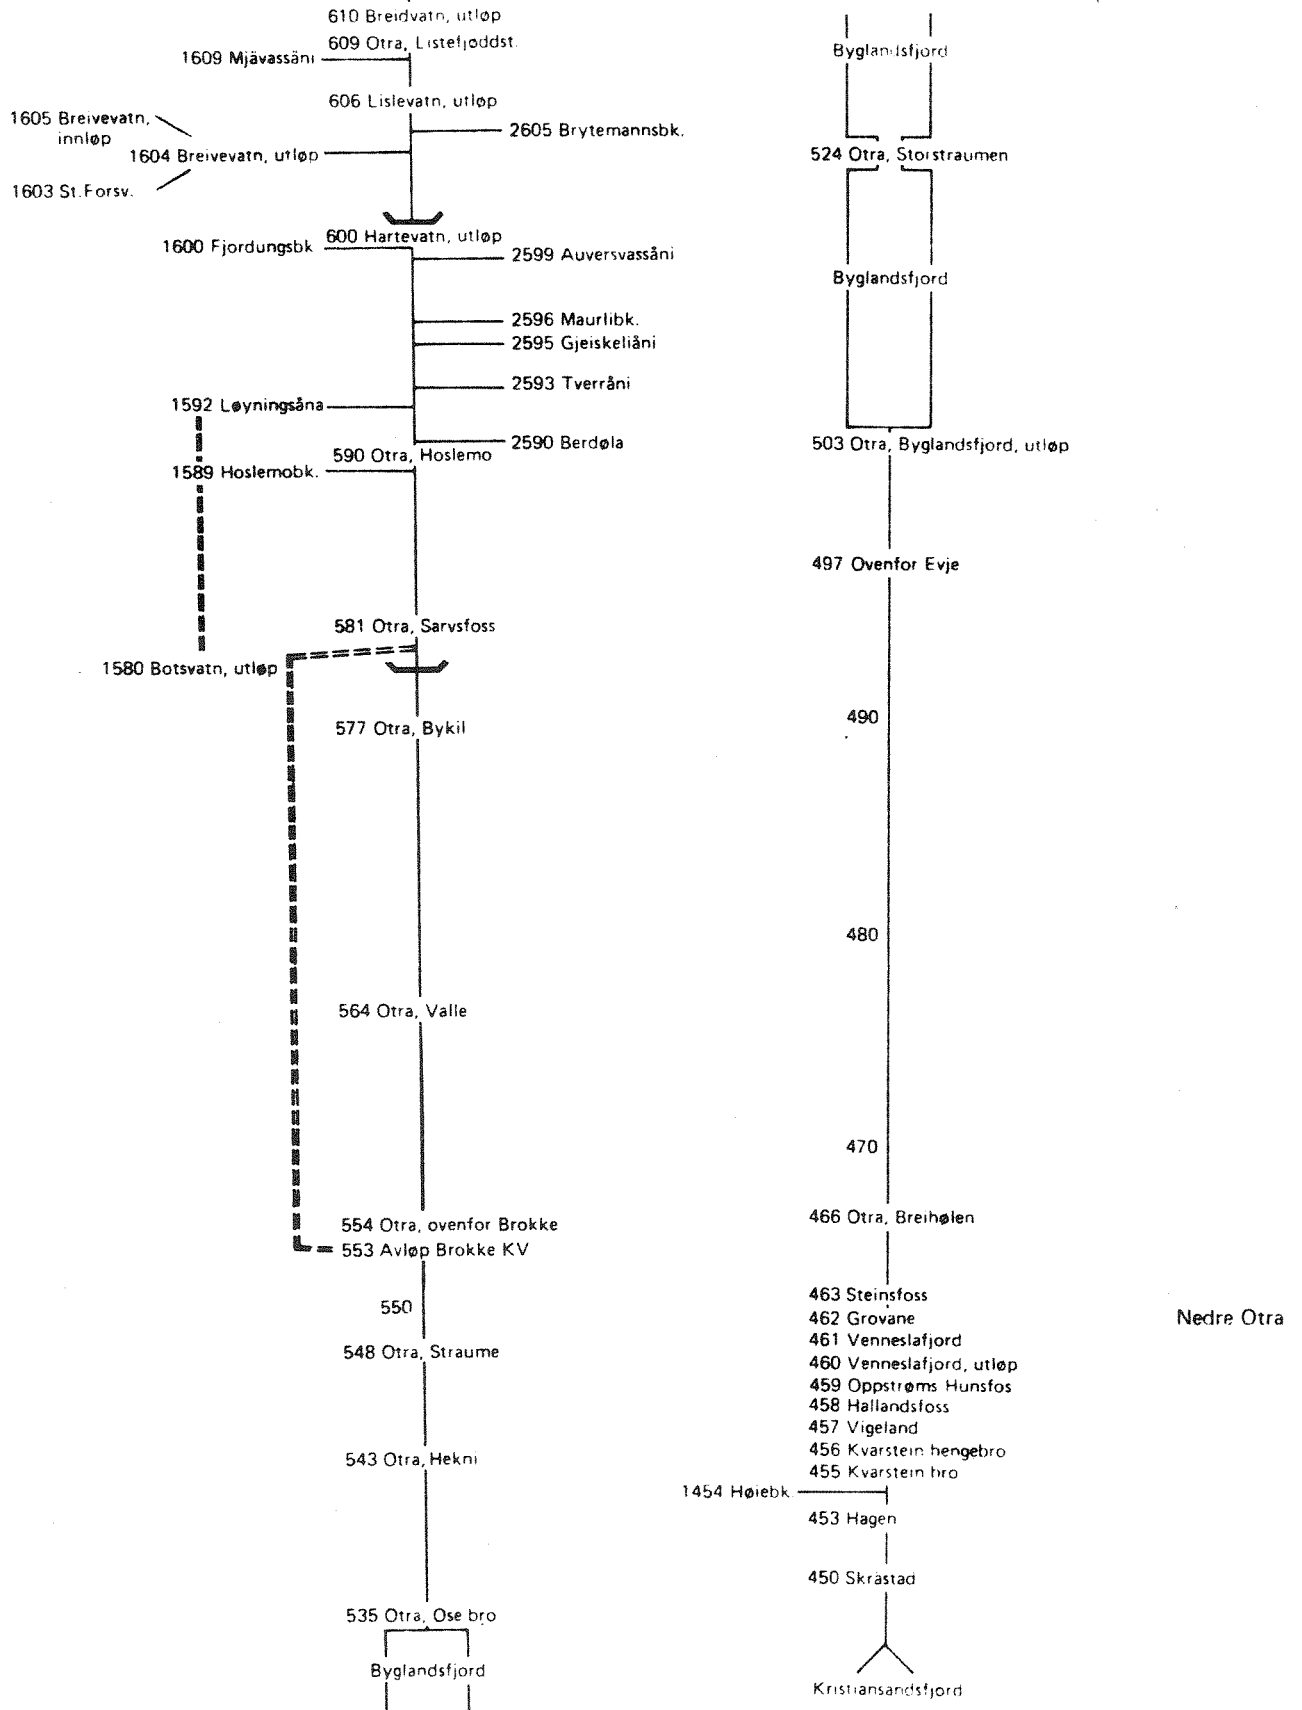 610 Breidvatn, utløp
609 Otra, Listefjoddst.
1609 Mjåvassåni
606 Lislevatn, utløp
1605 Breivevatn,
innløp
2605 Brytemannsbk.
1604 Breivevatn, utløp
1603 St.Forsv.
600 Hartevatn, utløp
1600 Fjordungsbk
2599 Auversvassåni
2596 Maurlibk.
2595 Gjeiskeliåni
2593 Tverråni
1592 Løyningsåna
2590 Berdøla
590 Otra, Hoslemo
1589 Hoslemobk.
581 Otra, Sarvsfoss
1580 Botsvatn, utløp
577 Otra, Bykil
564 Otra, Valle
554 Otra, ovenfor Brokke
553 Avløp Brokke KV
550
548 Otra, Straume
543 Otra, Hekni
535 Otra, Ose bro
Byglandsfjord
Byglandsfjord
524 Otra, Storstraumen
Byglandsfjord
503 Otra, Byglandsfjord, utløp
497 Ovenfor Evje
490
480
470
466 Otra, Breihølen
463 Steinsfoss
462 Grovane
461 Venneslafjord
460 Venneslafjord, utløp
459 Oppstrøms Hunsfos
458 Hallandsfoss
457 Vigeland
456 Kvarstein hengebro
455 Kvarstein bro
1454 Høiebk.
453 Hagen
450 Skråstad
Kristiansandsfjord
Nedre Otra